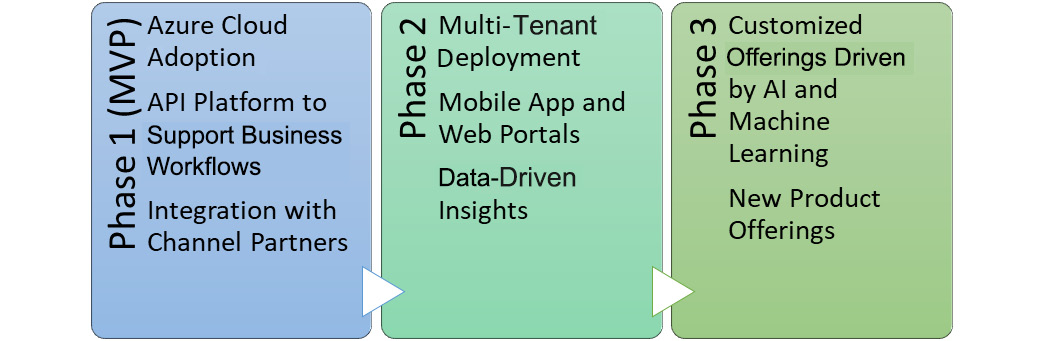 Phase 1 (MVP)
Azure Cloud
Adoption
API Platform to
Support Business
Workflows
Integration with
Channel Partners
Phase 2
Multi-Tenant
Deployment
Mobile App and
Web Portals
Data-Driven
Insights
Phase 3
Customized
Offerings Driven
by AI and
Machine
Learning
New Product
Offerings